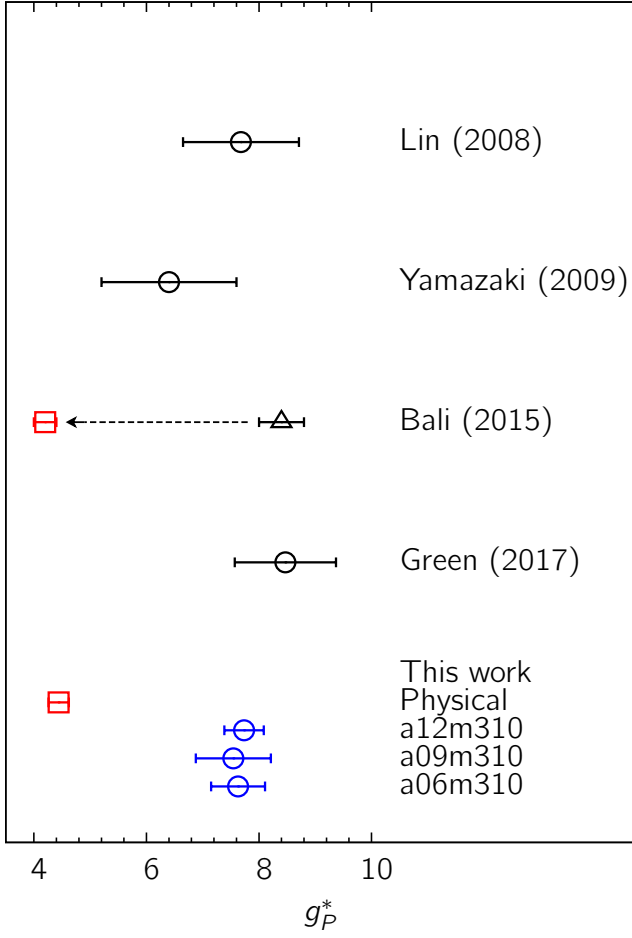 Lin (2008)
Yamazaki (2009)
Bali (2015)
Green (2017)
This work
Physical
a12m310
a09m310
a06m310
4 6 8 10
g*P